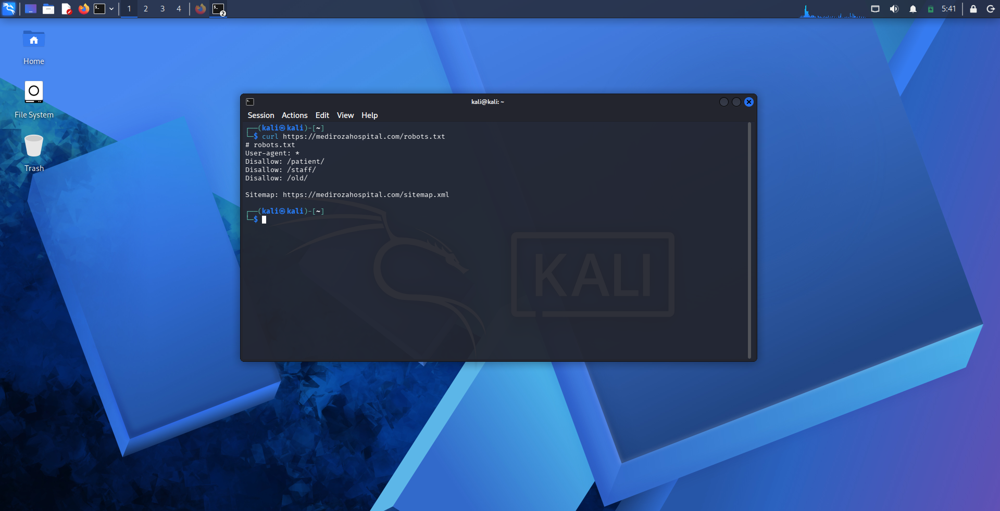 1 2 3 4
2
5:41
Home
File System
Trash
kali@kali: ~
Session Actions Edit View Help
┌──(kali㉿kali)-[~]
└─$ curl https://medirozahospital.com/robots.txt
# robots.txt
User-agent: *
Disallow: /patient/
Disallow: /staff/
Disallow: /old/
Sitemap: https://medirozahospital.com/sitemap.xml
┌──(kali㉿kali)-[~]
└─$
KALI